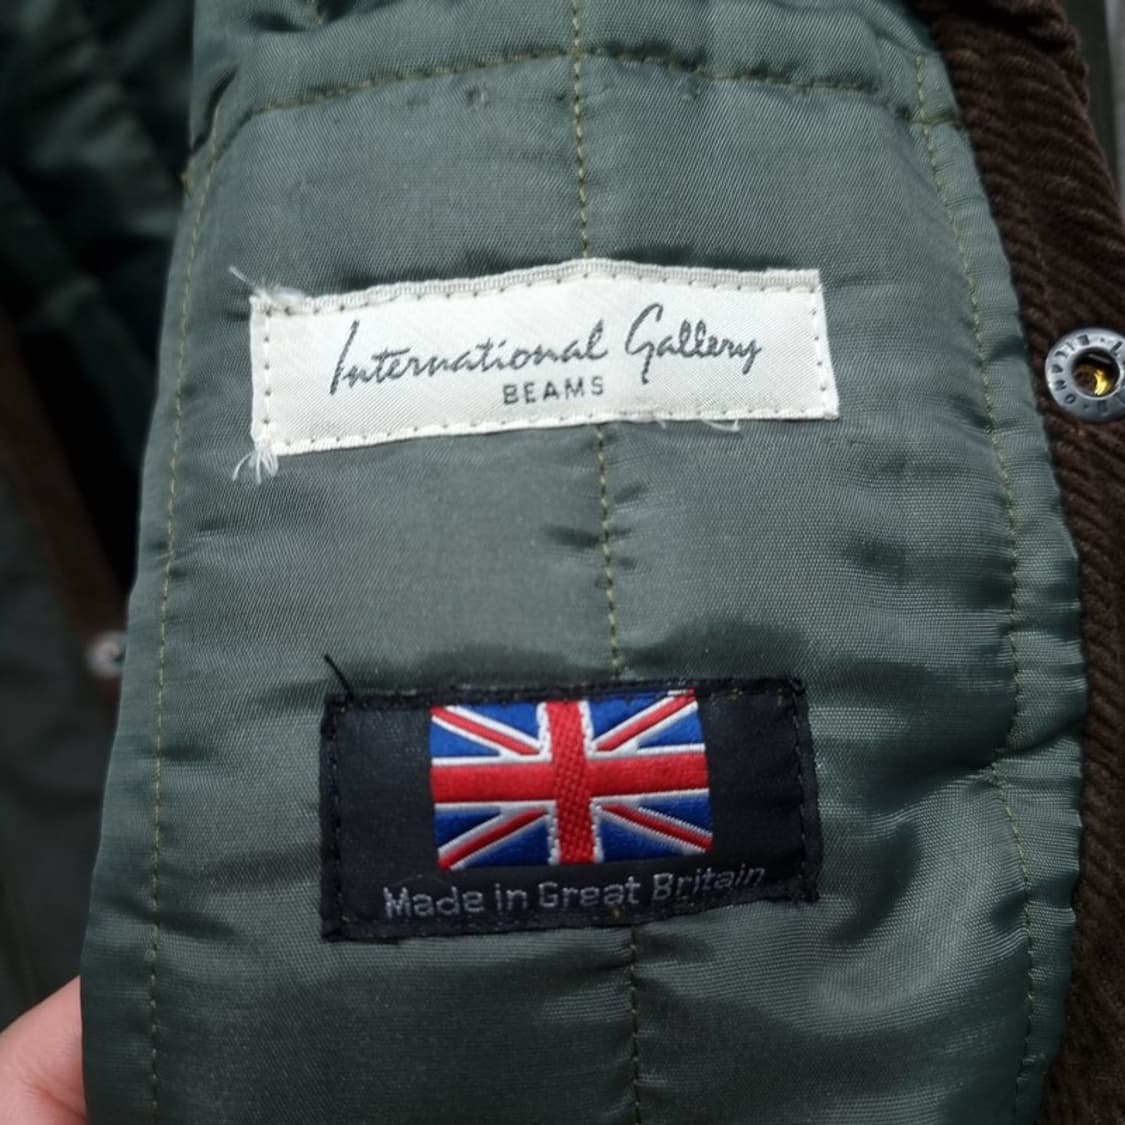 International Gallery
BEAMS
Made in Great Britain